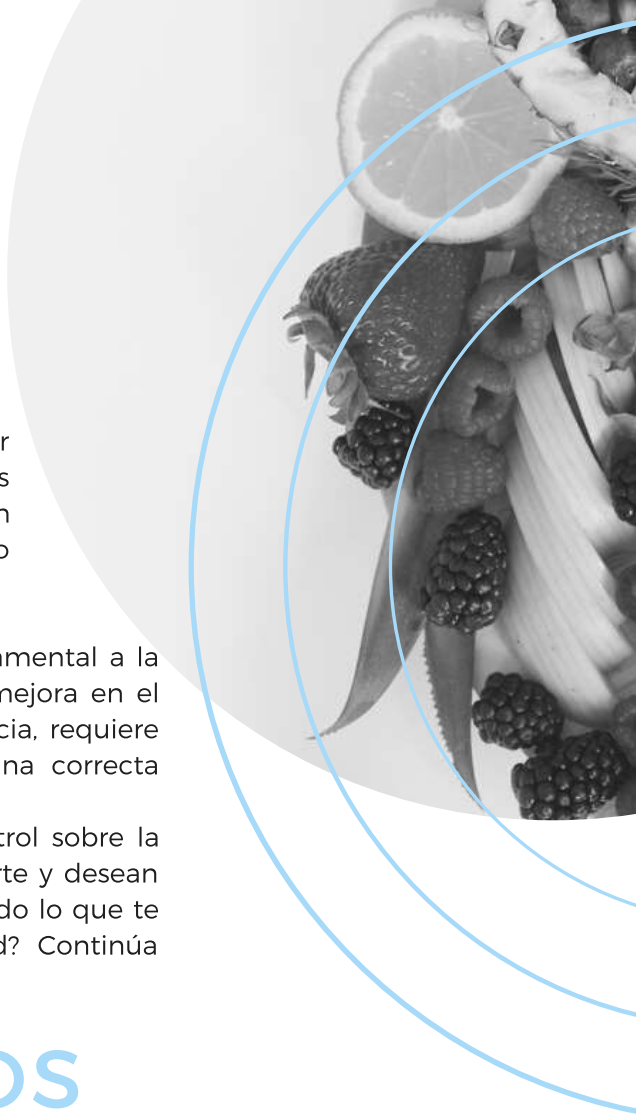 r
s
n
o
amental a la
mejora en el
cia, requiere
na correcta
trol sobre la
rte y desean
do lo que te
d? Continúa
os